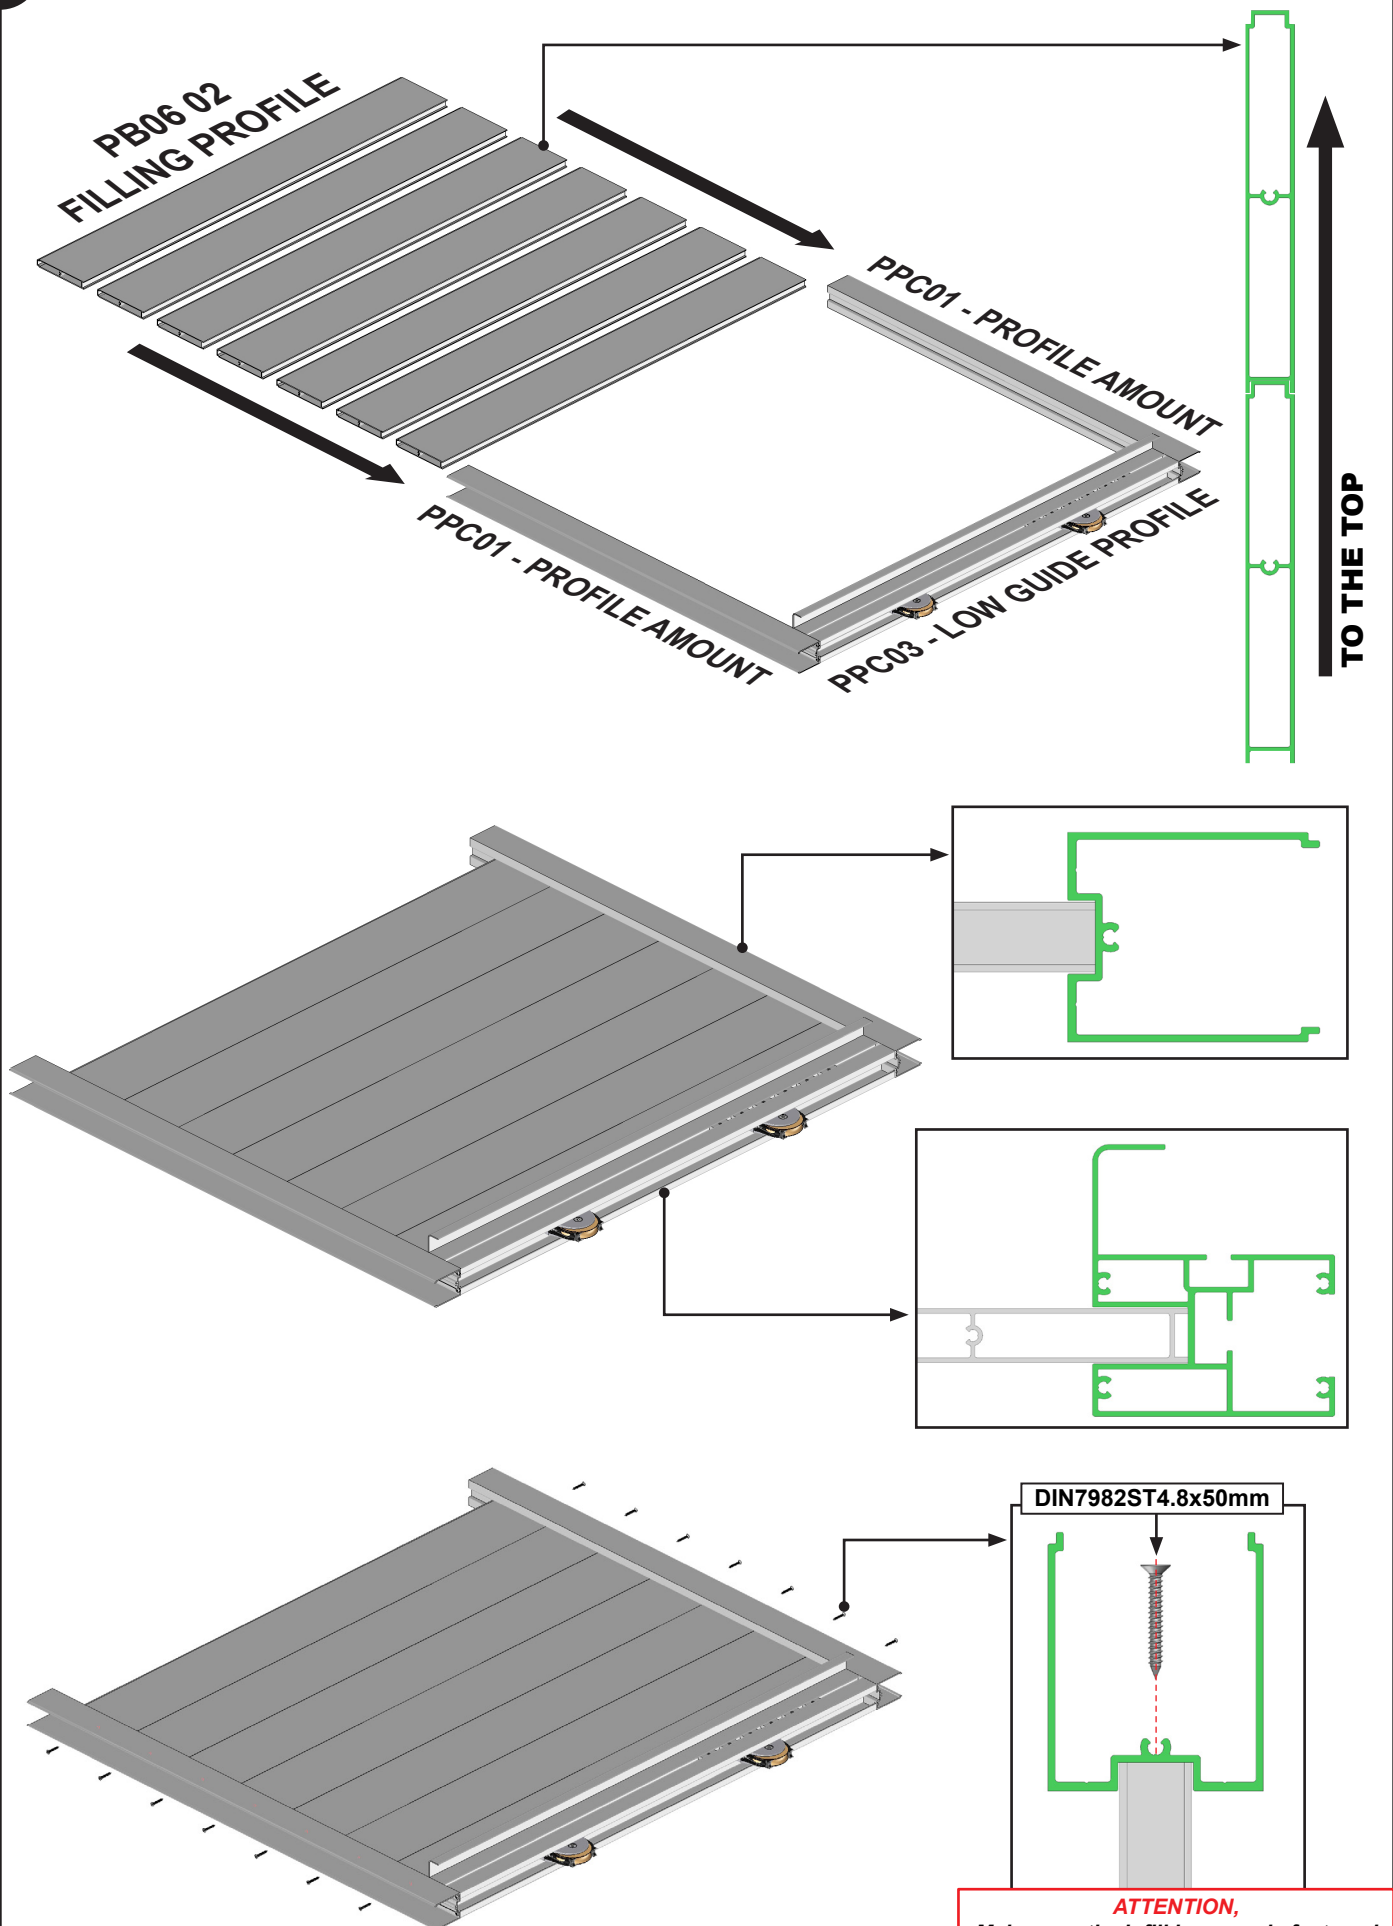 PB06 02
FILLING PROFILE
PPC01 - PROFILE AMOUNT
PPC01 - PROFILE AMOUNT
PPC03 - LOW GUIDE PROFILE
TO THE TOP
DIN7982ST4.8x50mm
ATTENTION,